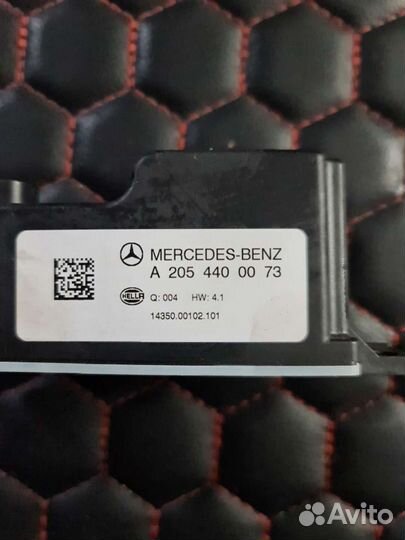 MERCEDES-BENZ
A 205 440 00 73
HELLA Q: 004 HW: 4.1
14350.00102.101
Avito